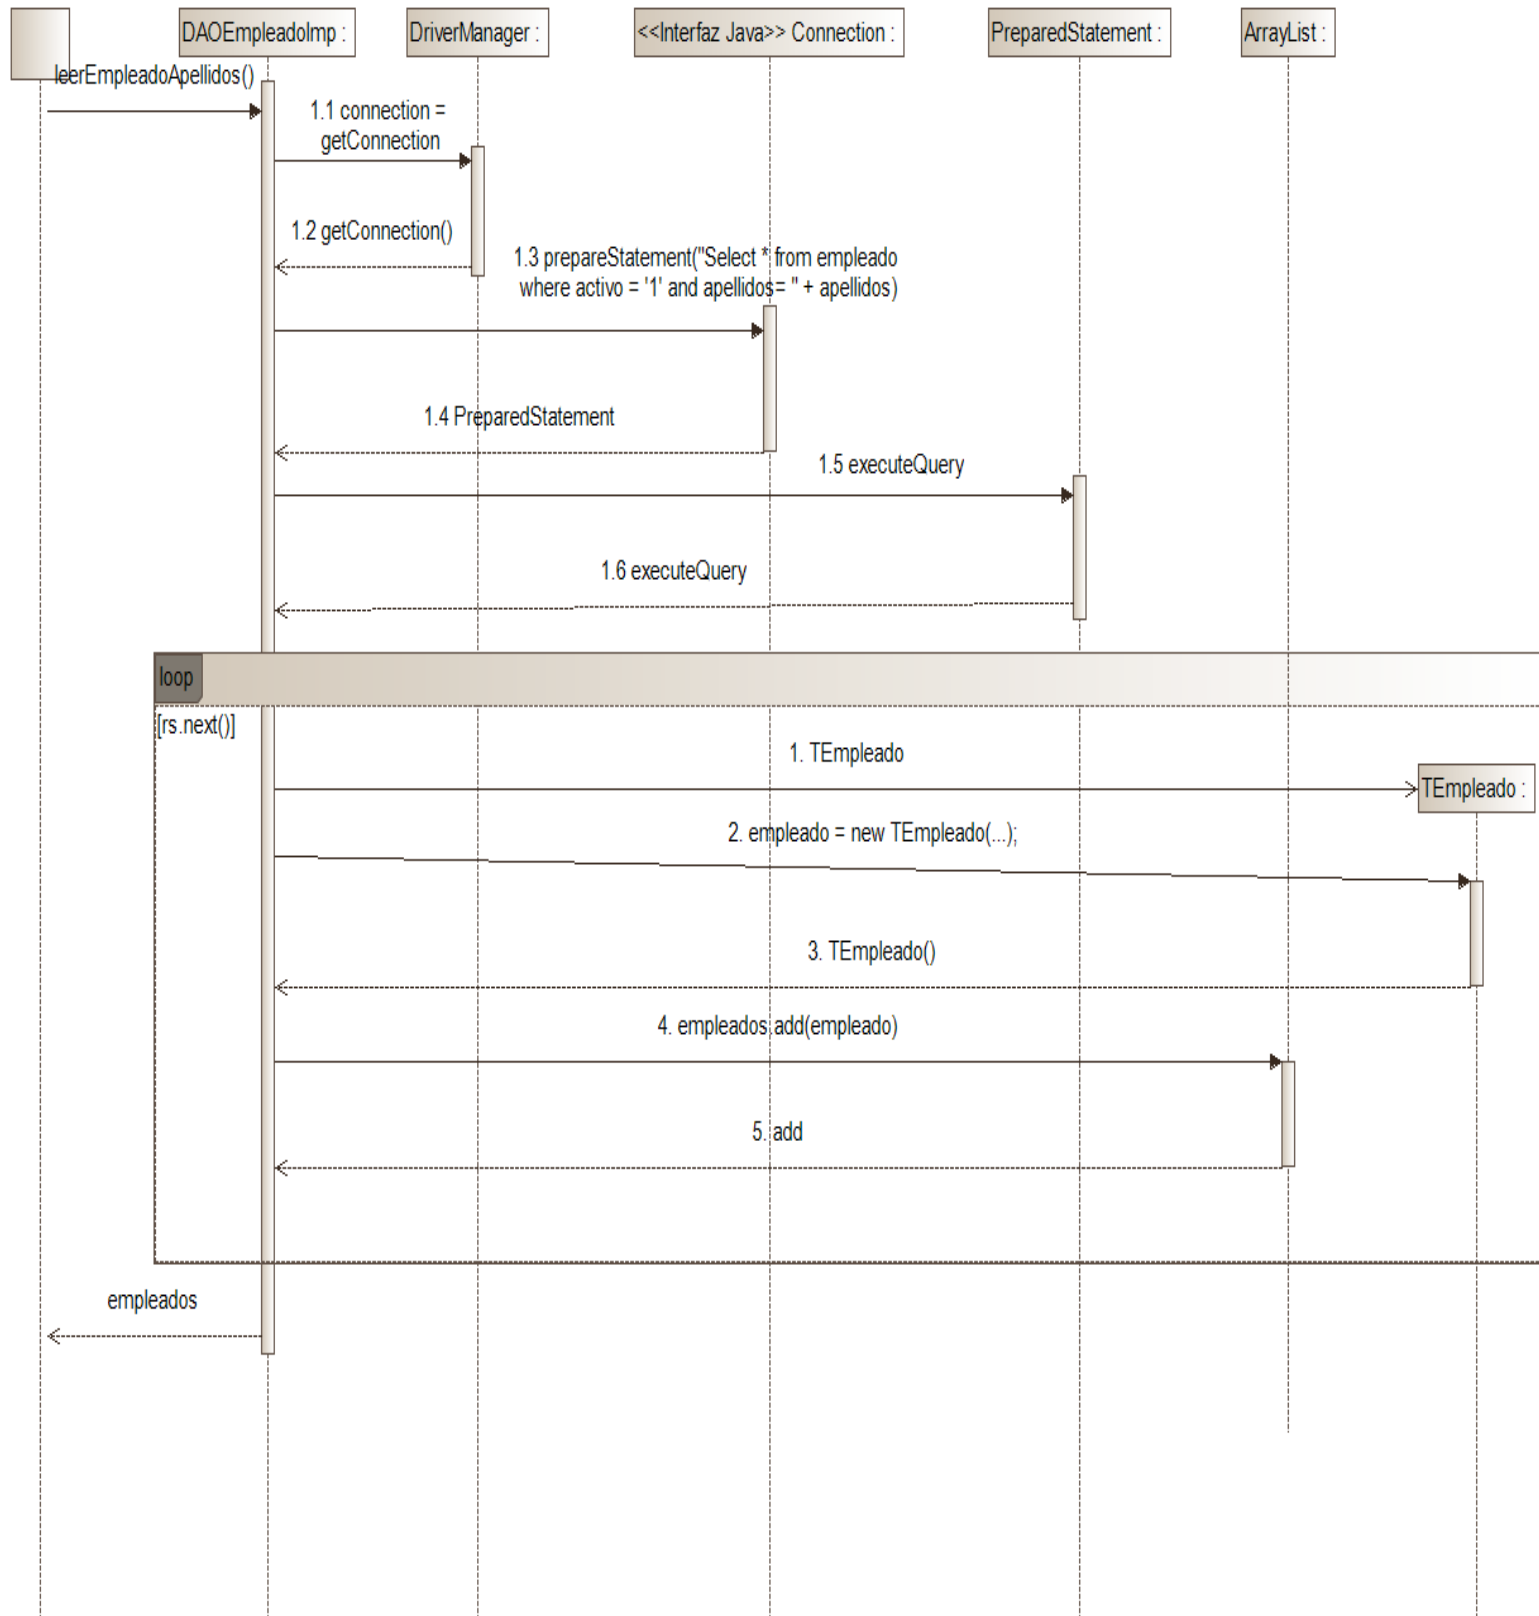 DAOEmpleadoImp :
DriverManager :
<<Interfaz Java>> Connection :
PreparedStatement :
ArrayList :
leerEmpleadoApellidos()
1.1 connection =
getConnection
1.2 getConnection()
1.3 prepareStatement("Select * from empleado
where activo = '1' and apellidos= " + apellidos)
1.4 PreparedStatement
1.5 executeQuery
1.6 executeQuery
loop
[rs.next()]
1. TEmpleado
TEmpleado :
2. empleado = new TEmpleado(...);
3. TEmpleado()
4. empleados.add(empleado)
5. add
empleados